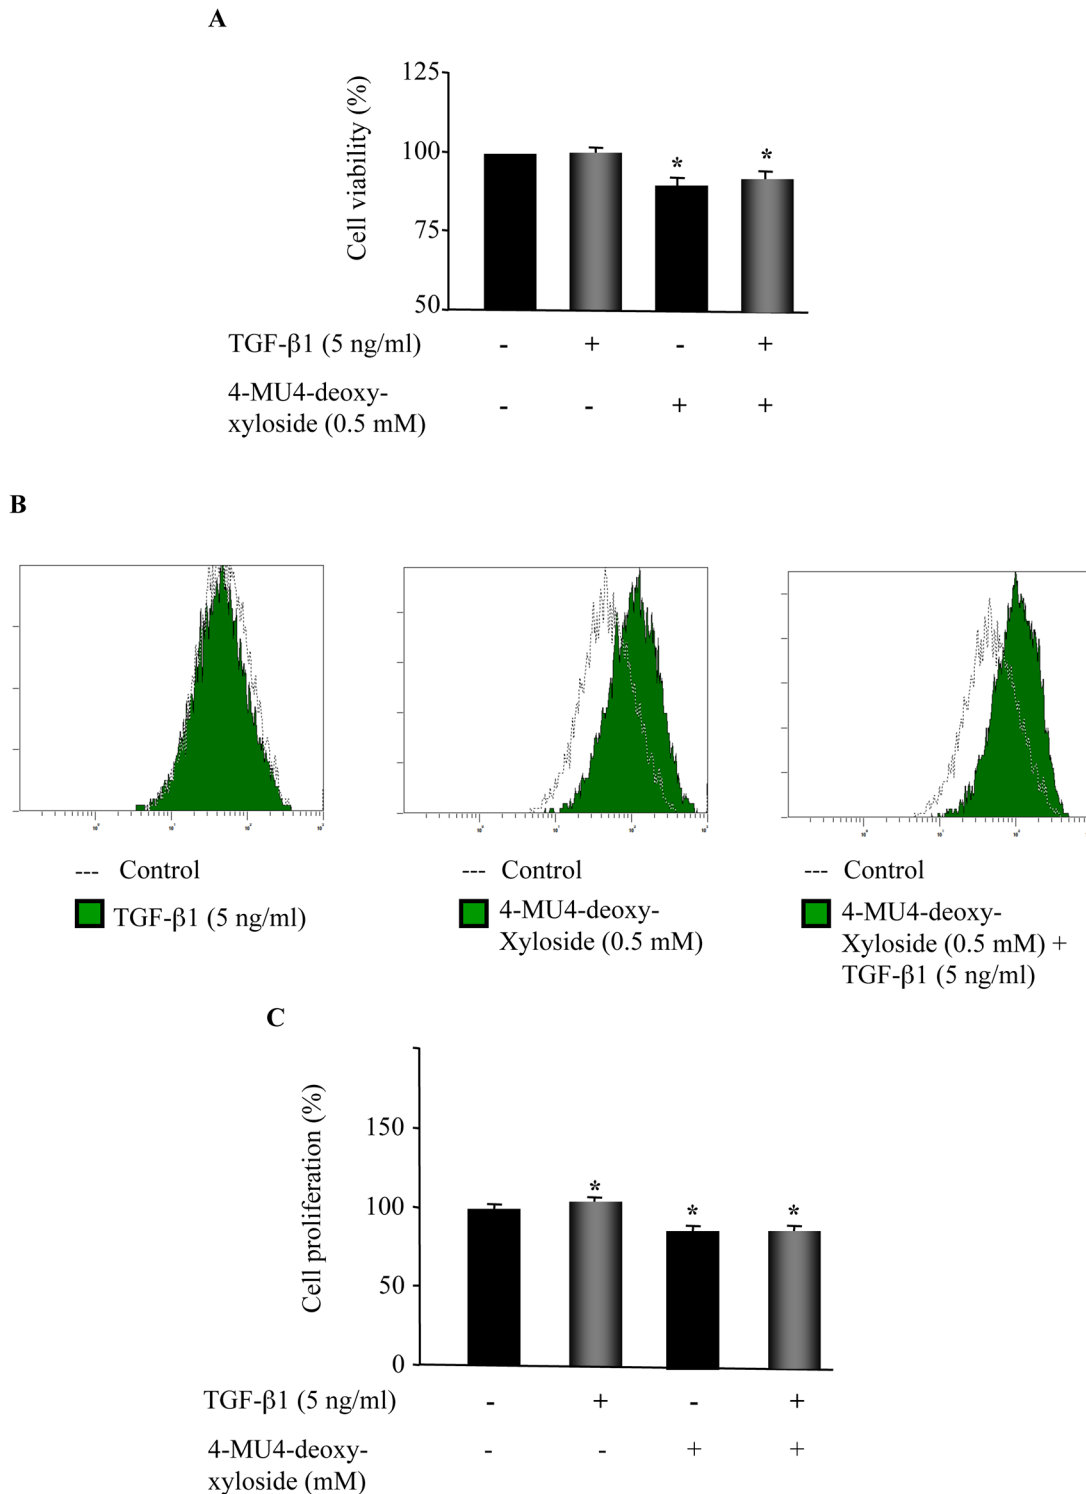 A
Cell viability (%)
125
100
75
50
* *
TGF-β1 (5 ng/ml) - + - +
4-MU4-deoxy-
xyloside (0.5 mM) - - + +
B
--- Control
TGF-β1 (5 ng/ml)
--- Control
4-MU4-deoxy-
Xyloside (0.5 mM)
--- Control
4-MU4-deoxy-
Xyloside (0.5 mM) +
TGF-β1 (5 ng/ml)
C
Cell proliferation (%)
150
100
50
0
* * *
TGF-β1 (5 ng/ml) - + - +
4-MU4-deoxy-
xyloside (mM) - - + +